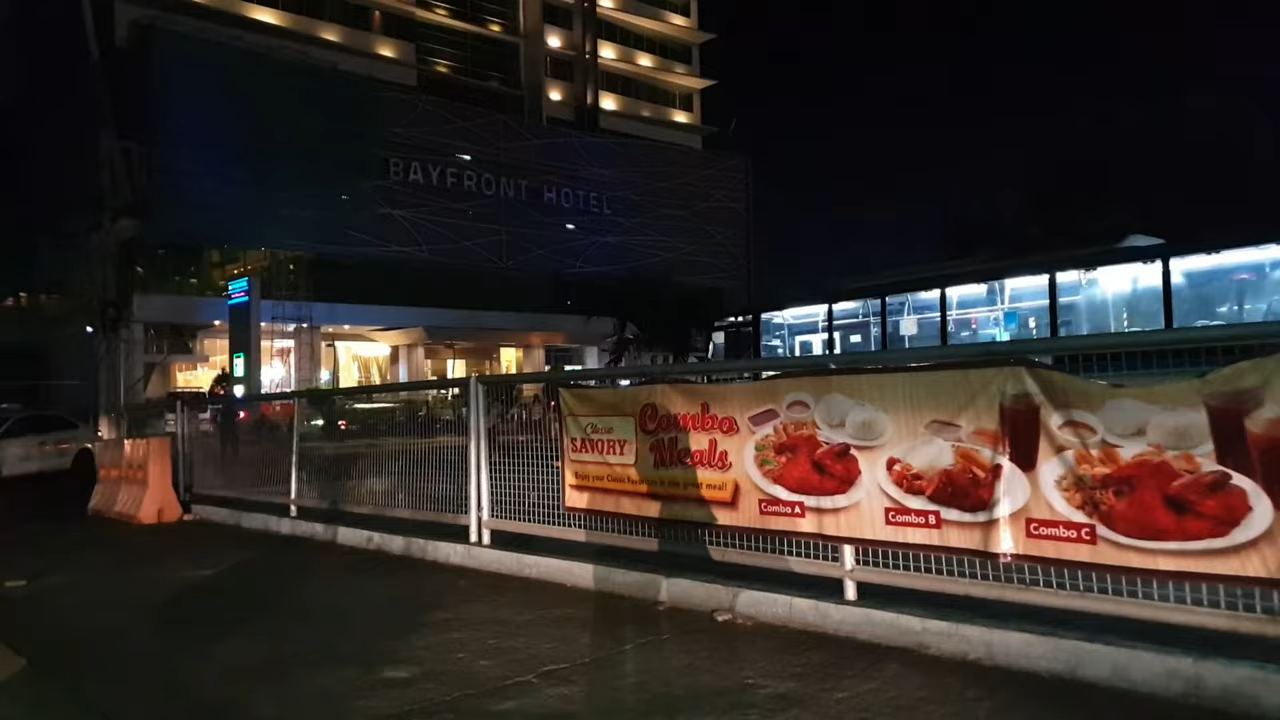 BAYFRONT HOTEL
Classic
SAVORY
Combo
Meals
Enjoy your Classic Favorites in one great meal!
Combo A
Combo B
Combo C